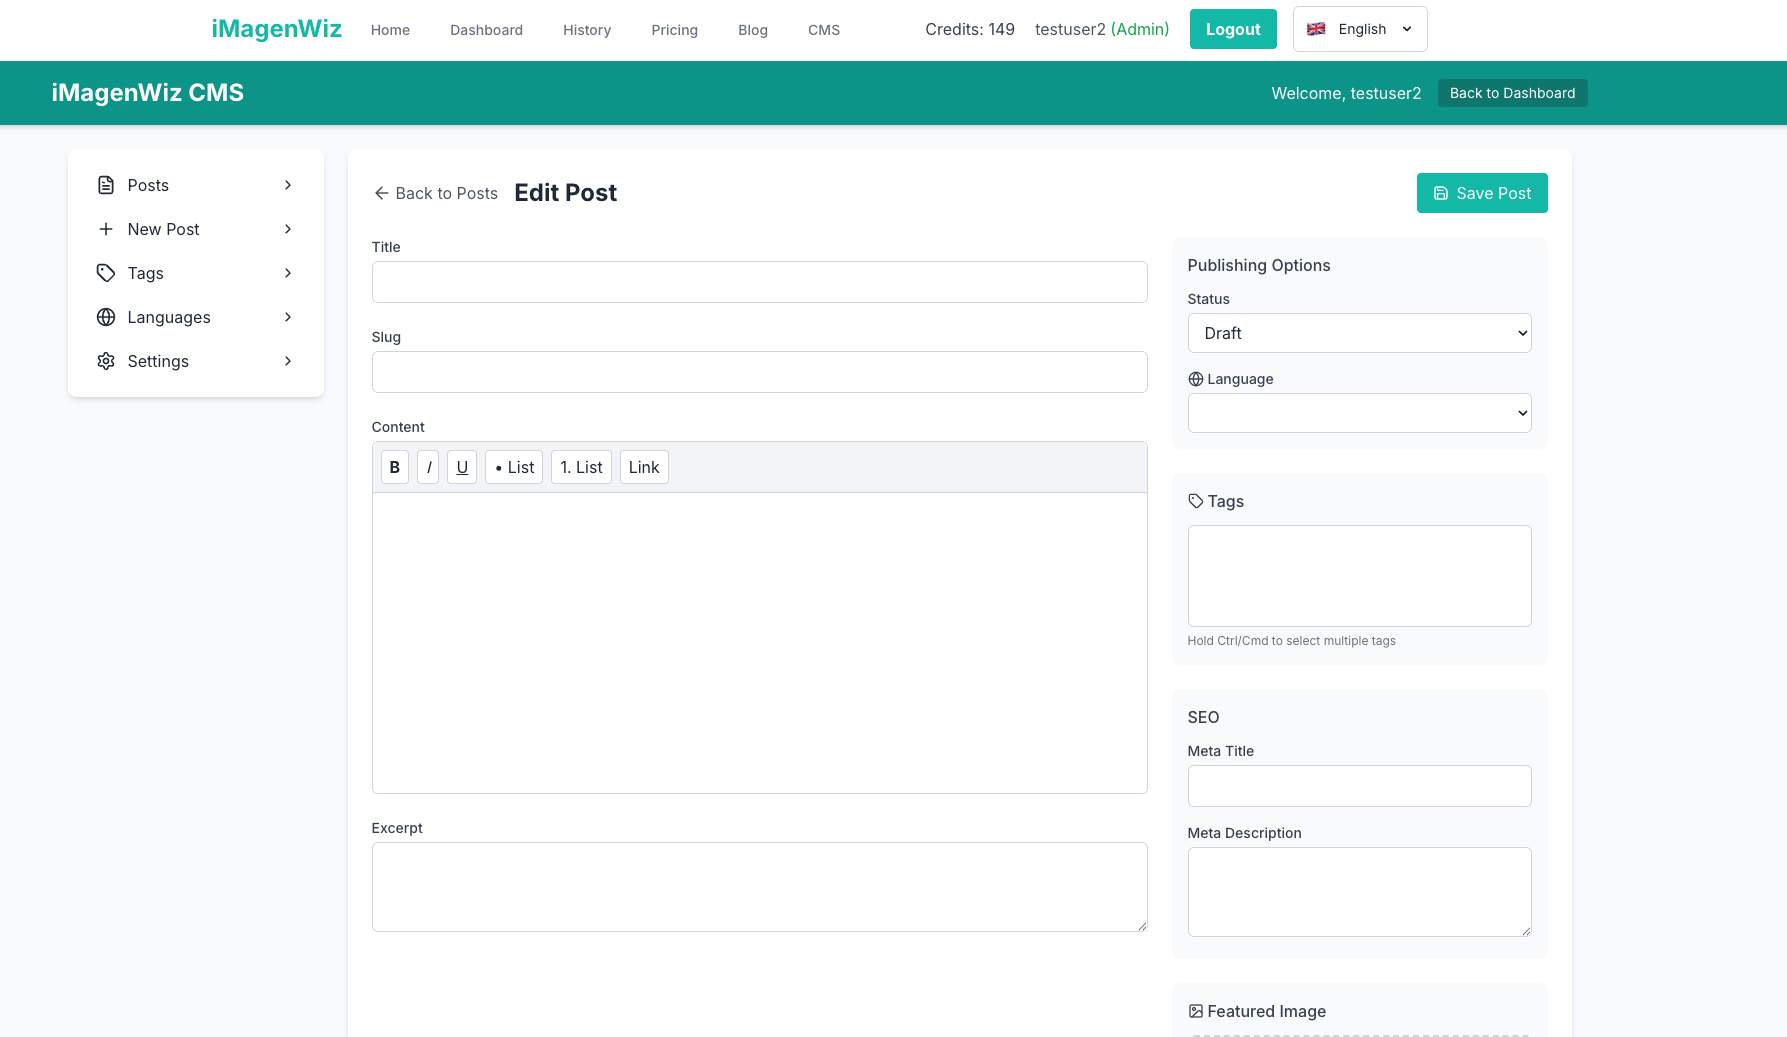 iMagenWiz
Home
Dashboard
History
Pricing
Blog
CMS
Credits: 149
testuser2 (Admin)
Logout
English
iMagenWiz CMS
Welcome, testuser2
Back to Dashboard
Posts
New Post
Tags
Languages
Settings
Back to Posts
Edit Post
Save Post
Title
Slug
Content
B
I
U
• List
1. List
Link
Excerpt
Publishing Options
Status
Draft
Language
Tags
Hold Ctrl/Cmd to select multiple tags
SEO
Meta Title
Meta Description
Featured Image